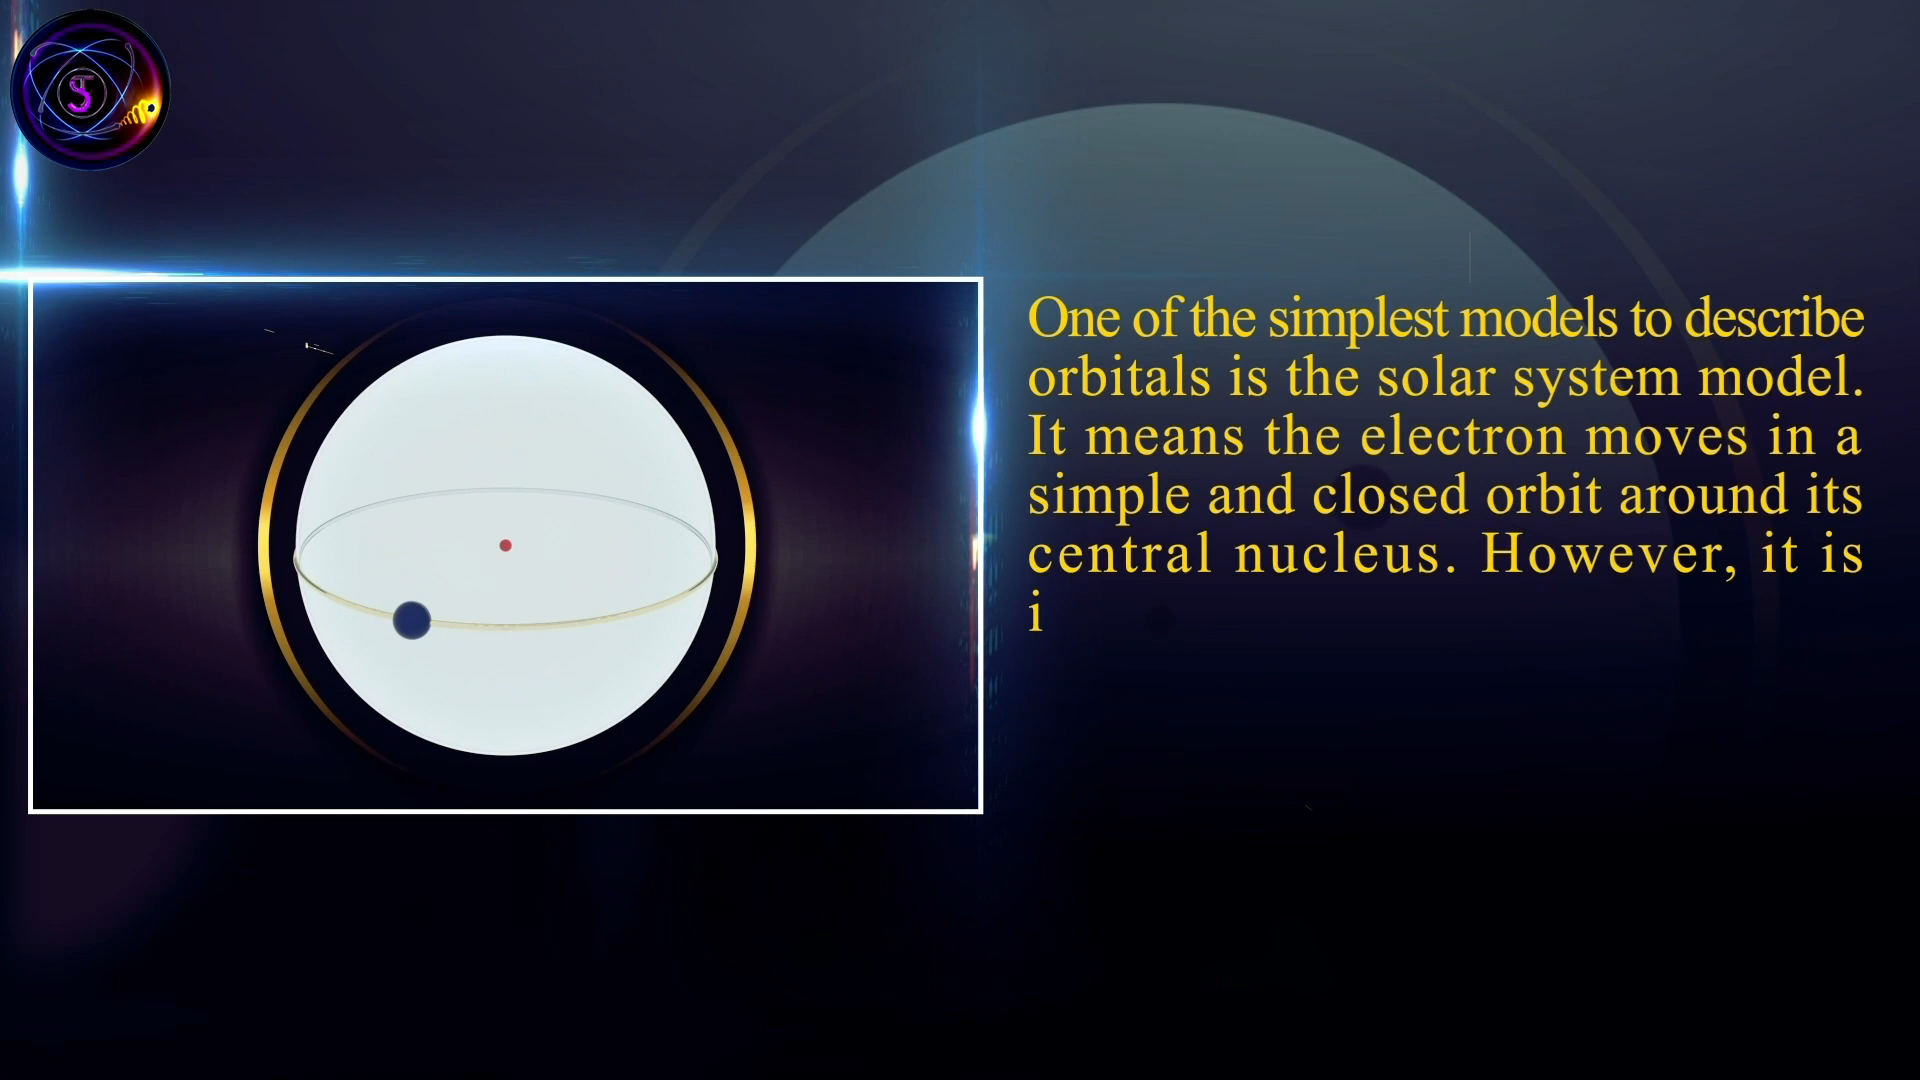 One of the simplest models to describe
orbitals is the solar system model.
It means the electron moves in a
simple and closed orbit around its
central nucleus. However, it is
i